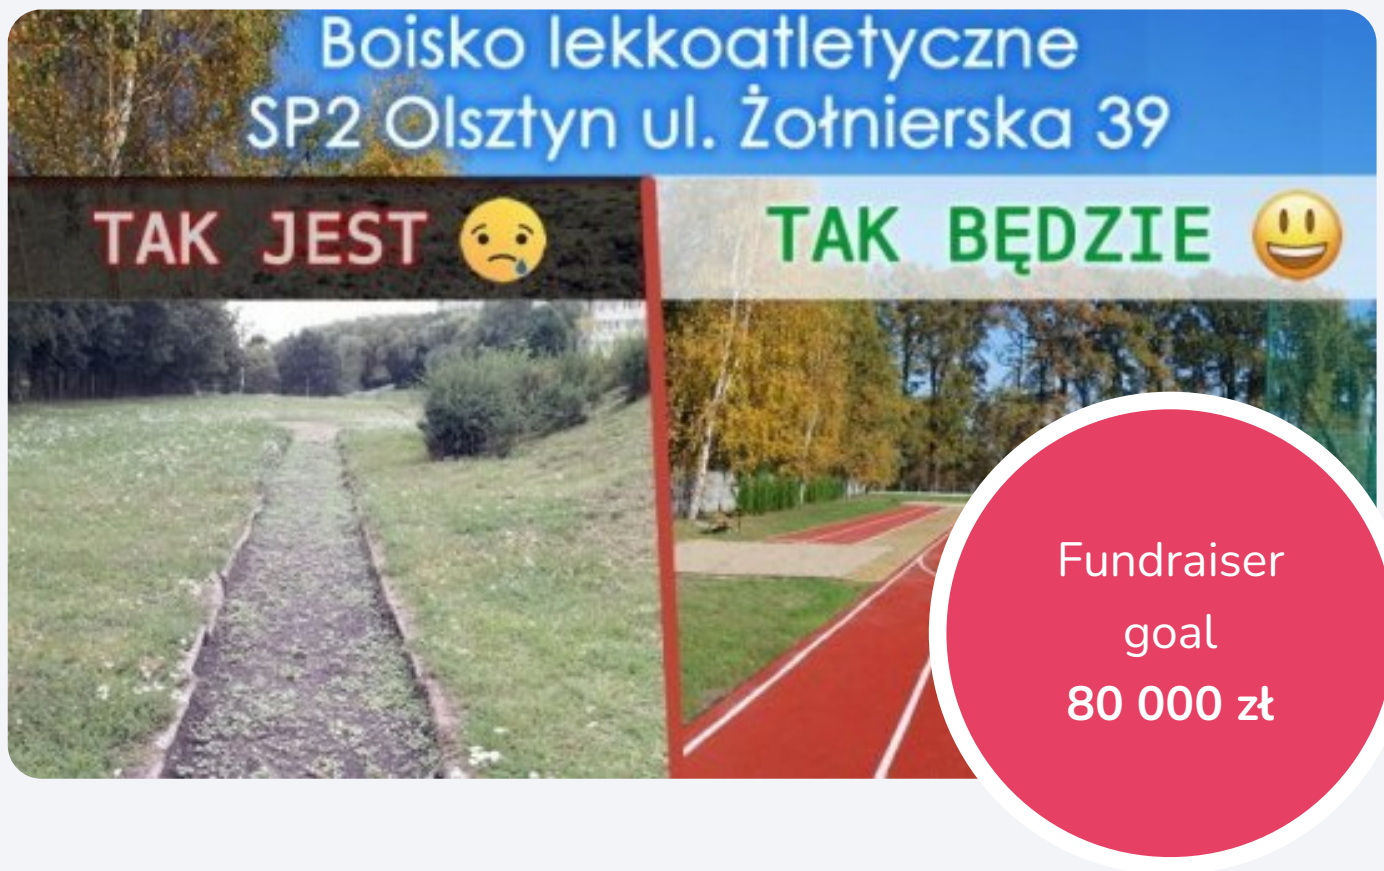 Boisko lekkoatletyczne
SP2 Olsztyn ul. Żołnierska 39
TAK JEST
TAK BĘDZIE
Fundraiser
goal
80 000 zł